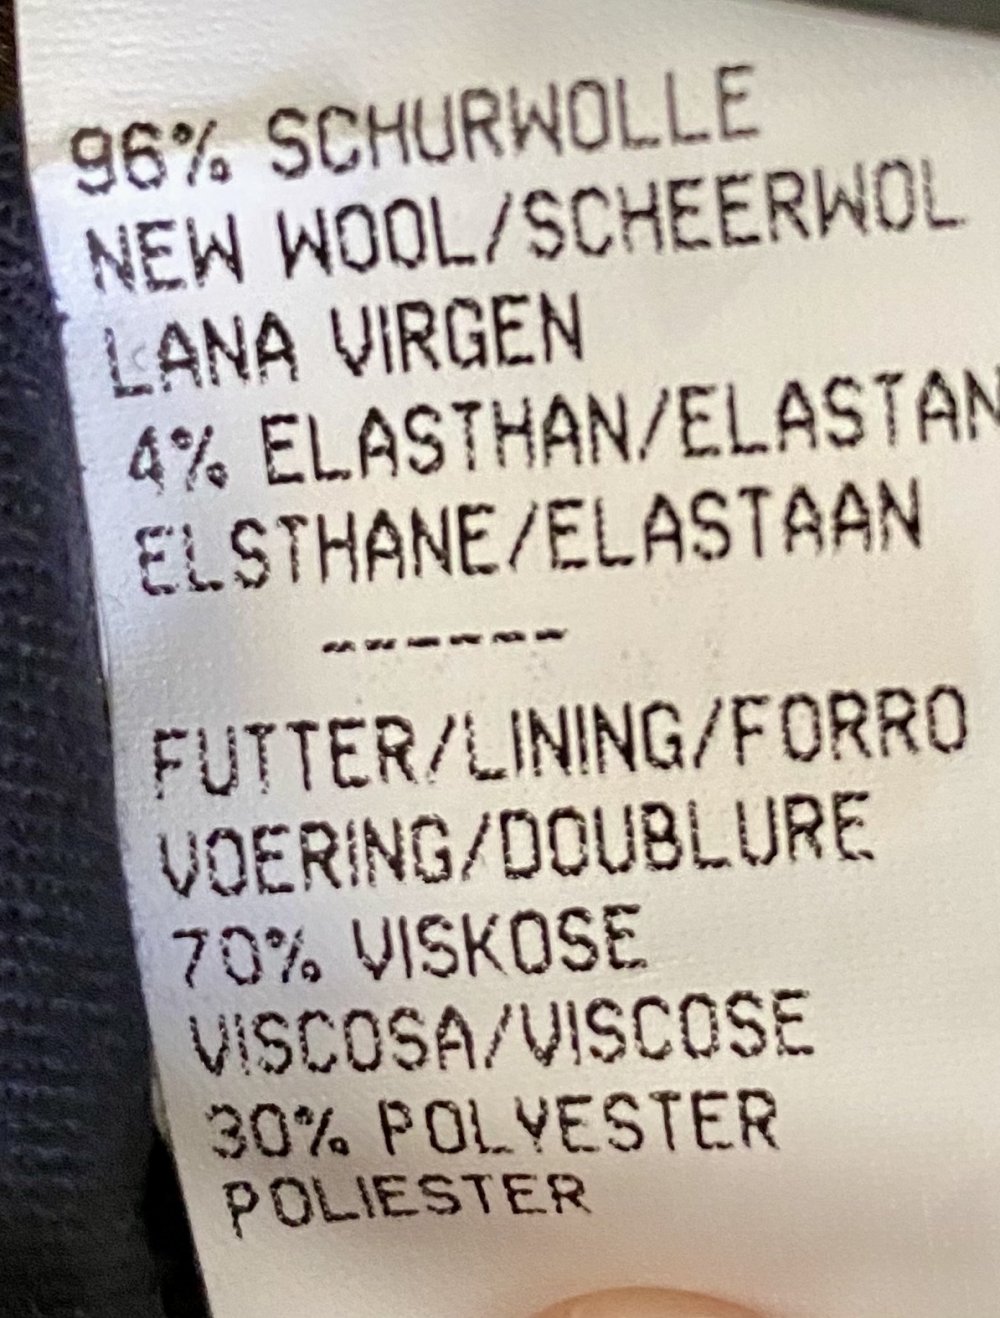 96% SCHURWOLLE
NEW WOOL/SCHEERWOL
LANA VIRGEN
4% ELASTHAN/ELASTAN
ELSTHANE/ELASTAAN
------
FUTTER/LINING/FORRO
VOERING/DOUBLURE
70% VISKOSE
VISCOSA/VISCOSE
30% POLYESTER
POLIESTER